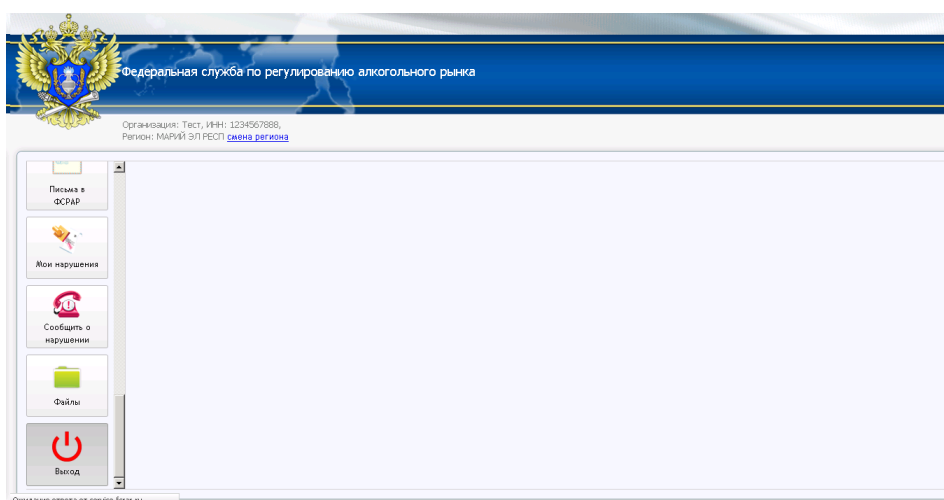 Федеральная служба по регулированию алкогольного рынка
Организация: Тест, ИНН: 1234567888,
Регион: МАРИЙ ЭЛ РЕСП смена региона
Письма в
ФСРАР
Мои нарушения
Сообщить о
нарушении
Файлы
Выход